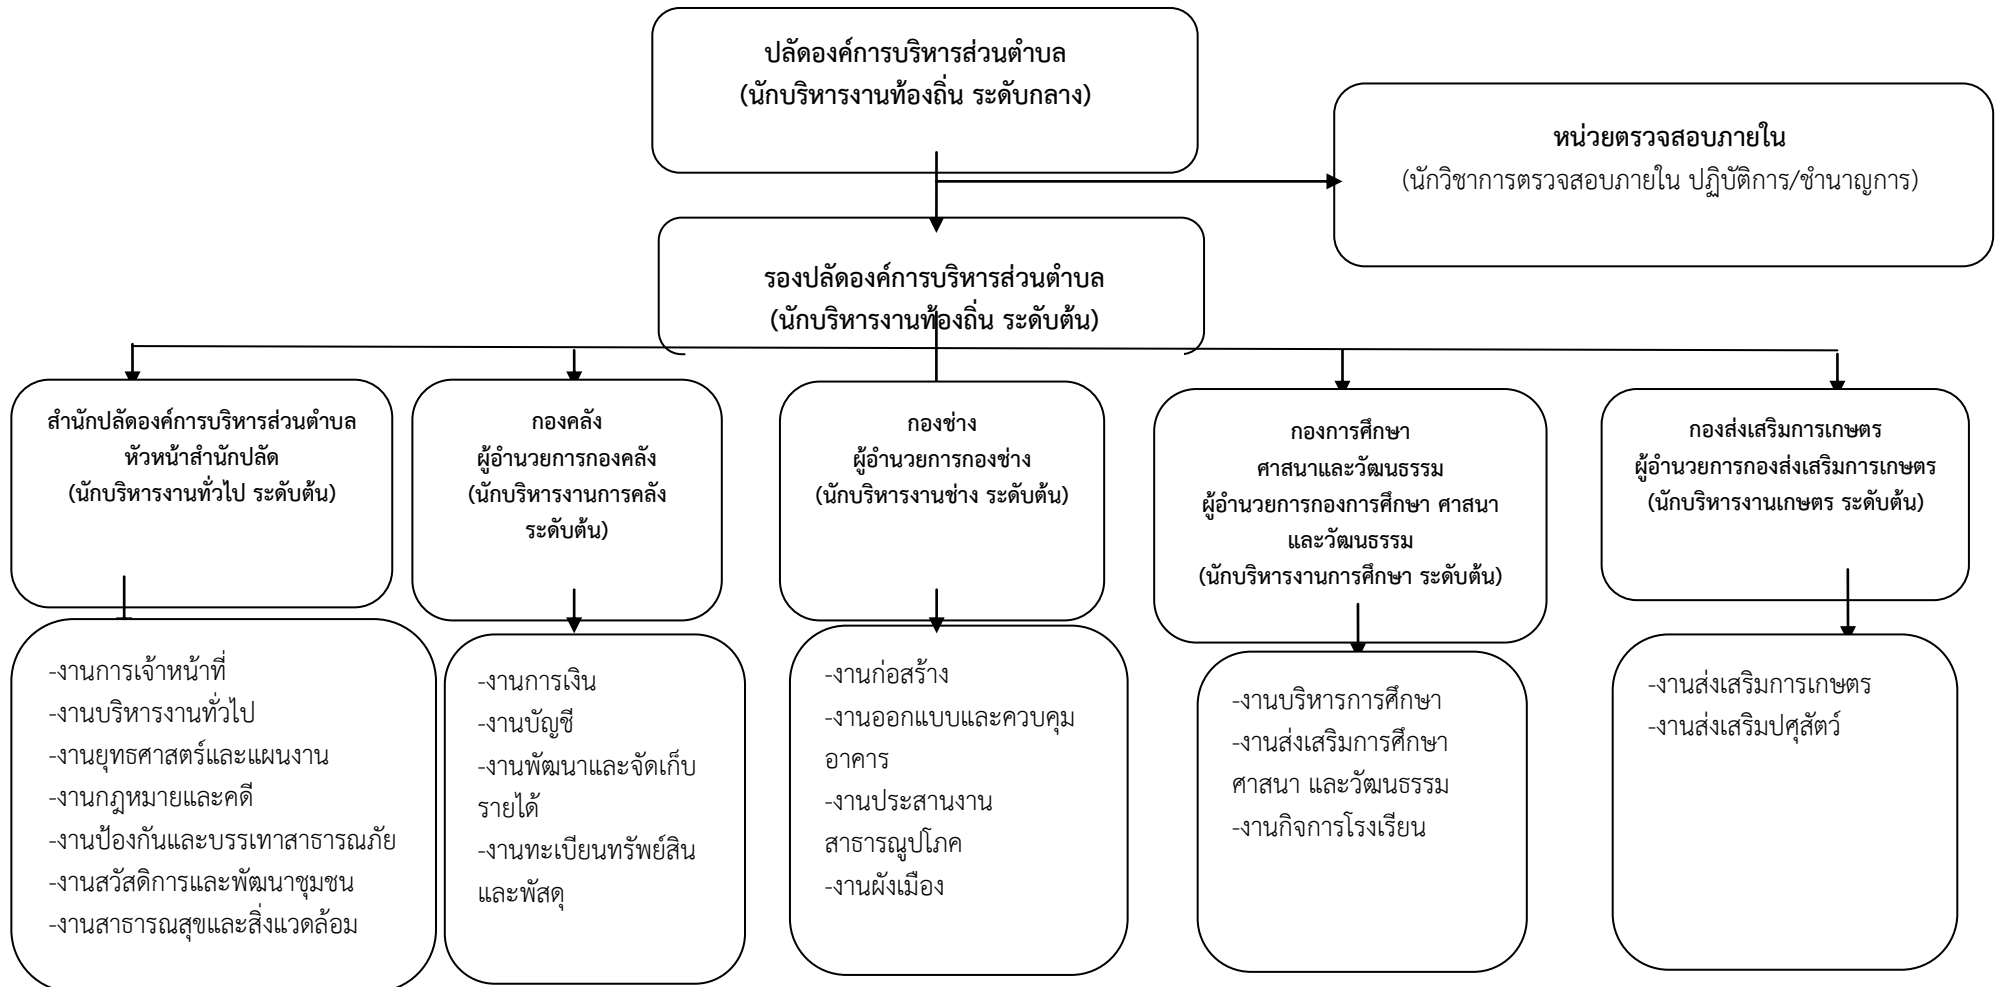 ปลัดองค์การบริหารส่วนตำบล
(นักบริหารงานท้องถิ่น ระดับกลาง)
หน่วยตรวจสอบภายใน
(นักวิชาการตรวจสอบภายใน ปฏิบัติการ/ชำนาญการ)
รองปลัดองค์การบริหารส่วนตำบล
(นักบริหารงานท้องถิ่น ระดับต้น)
สำนักปลัดองค์การบริหารส่วนตำบล
หัวหน้าสำนักปลัด
(นักบริหารงานทั่วไป ระดับต้น)
กองคลัง
ผู้อำนวยการกองคลัง
(นักบริหารงานการคลัง
ระดับต้น)
กองช่าง
ผู้อำนวยการกองช่าง
(นักบริหารงานช่าง ระดับต้น)
กองการศึกษา
ศาสนาและวัฒนธรรม
ผู้อำนวยการกองการศึกษา ศาสนา
และวัฒนธรรม
(นักบริหารงานการศึกษา ระดับต้น)
กองส่งเสริมการเกษตร
ผู้อำนวยการกองส่งเสริมการเกษตร
(นักบริหารงานเกษตร ระดับต้น)
-งานการเจ้าหน้าที่
-งานบริหารงานทั่วไป
-งานยุทธศาสตร์และแผนงาน
-งานกฎหมายและคดี
-งานป้องกันและบรรเทาสาธารณภัย
-งานสวัสดิการและพัฒนาชุมชน
-งานสาธารณสุขและสิ่งแวดล้อม
-งานการเงิน
-งานบัญชี
-งานพัฒนาและจัดเก็บ
รายได้
-งานทะเบียนทรัพย์สิน
และพัสดุ
-งานก่อสร้าง
-งานออกแบบและควบคุม
อาคาร
-งานประสานงาน
สาธารณูปโภค
-งานผังเมือง
-งานบริหารการศึกษา
-งานส่งเสริมการศึกษา
ศาสนา และวัฒนธรรม
-งานกิจการโรงเรียน
-งานส่งเสริมการเกษตร
-งานส่งเสริมปศุสัตว์